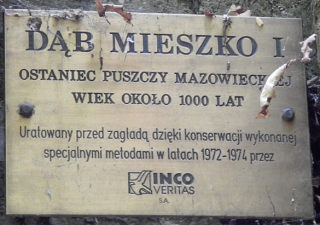 DĄB MIESZKO I
OSTANIEC PUSZCZY MAZOWIECKIEJ
WIEK OKOŁO 1000 LAT
Uratowany przed zagładą dzięki konserwacji wykonanej
specjalnymi metodami w latach 1972-1974 przez
INCO
VERITAS
S.A.